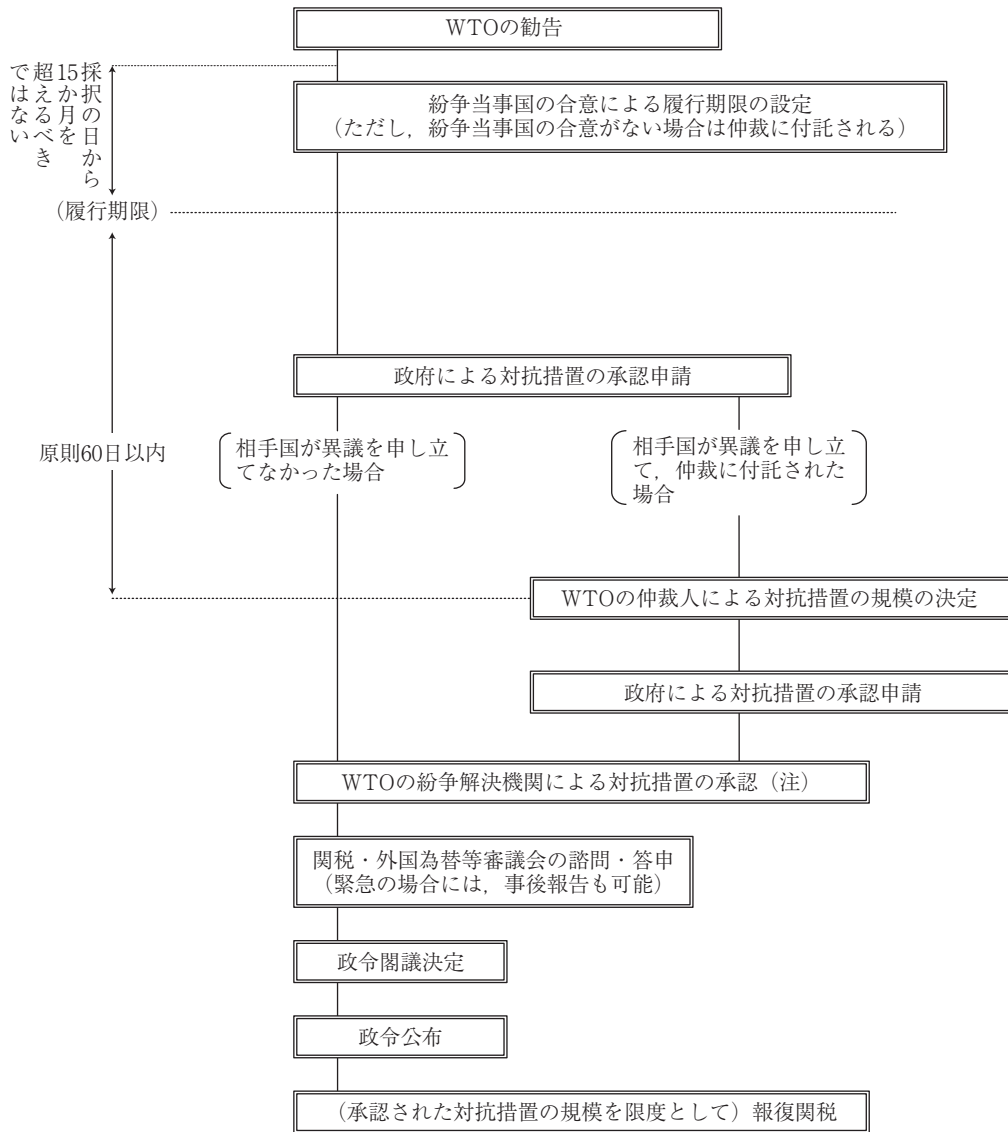 WTOの勧告
採択の日から
15か月を
超えるべき
ではない
紛争当事国の合意による履行期限の設定
（ただし，紛争当事国の合意がない場合は仲裁に付託される）
（履行期限）
政府による対抗措置の承認申請
原則60日以内
相手国が異議を申し立
てなかった場合
相手国が異議を申し立
て，仲裁に付託された
場合
WTOの仲裁人による対抗措置の規模の決定
政府による対抗措置の承認申請
WTOの紛争解決機関による対抗措置の承認（注）
関税・外国為替等審議会の諮問・答申
（緊急の場合には，事後報告も可能）
政令閣議決定
政令公布
（承認された対抗措置の規模を限度として）報復関税